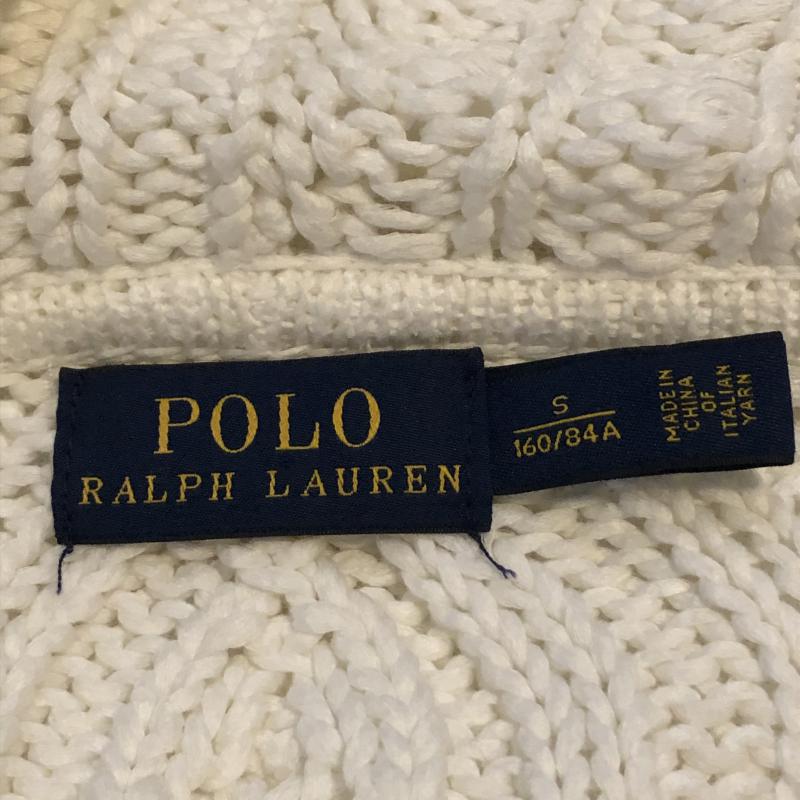 POLO
RALPH LAUREN
S
160/84A
MADE IN
CHINA
OF
ITALIAN
YARN